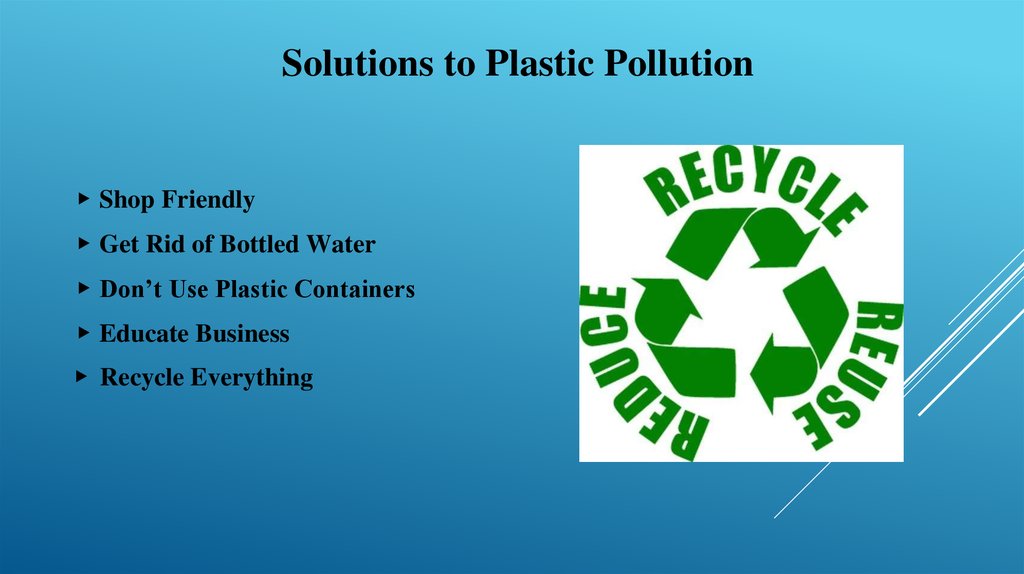 Solutions to Plastic Pollution
▶ Shop Friendly
▶ Get Rid of Bottled Water
▶ Don’t Use Plastic Containers
▶ Educate Business
▶ Recycle Everything
RECYCLE
REUSE
REDUCE